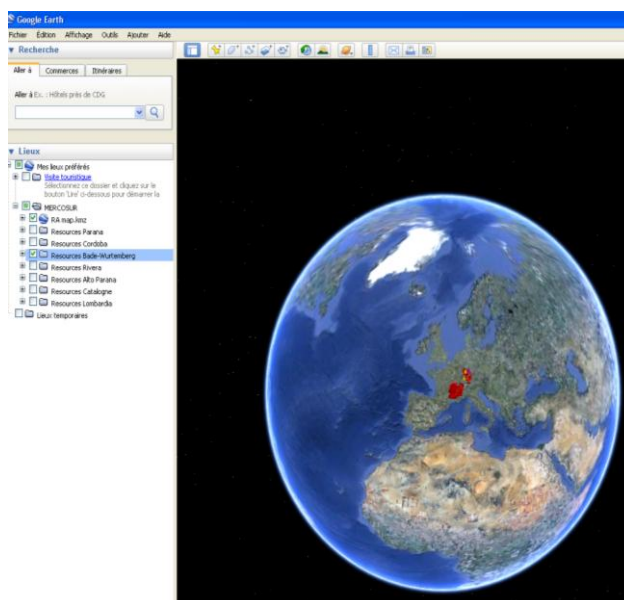 Google Earth
Fichier Édition Affichage Outils Ajouter Aide
Recherche
Aller à Commerces Itinéraires
Aller à Ex. : Hôtels près de CDG
Lieux
Mes lieux préférés
Visite touristique
Sélectionnez ce dossier et cliquez sur le
bouton 'Lire' ci-dessous pour démarrer la
MERCOSUR
RA map.kmz
Resources Parana
Resources Cordoba
Resources Bade-Wurtemberg
Resources Rivera
Resources Alto Parana
Resources Catalogne
Resources Lombardia
Lieux temporaires